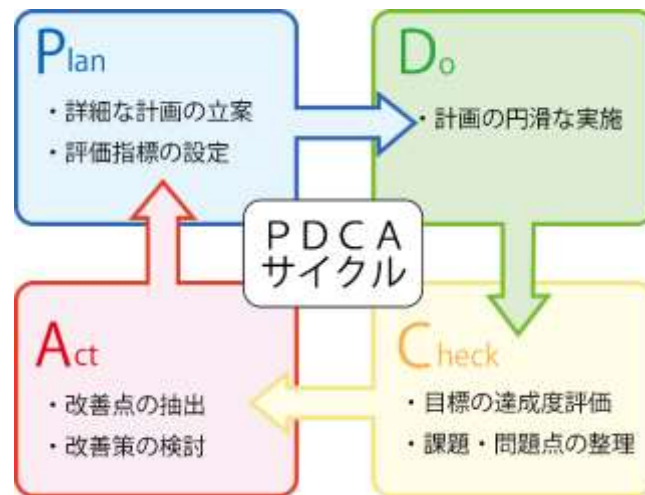 Plan
・詳細な計画の立案
・評価指標の設定
Do
・計画の円滑な実施
PDCA
サイクル
Act
・改善点の抽出
・改善策の検討
Check
・目標の達成度評価
・課題・問題点の整理